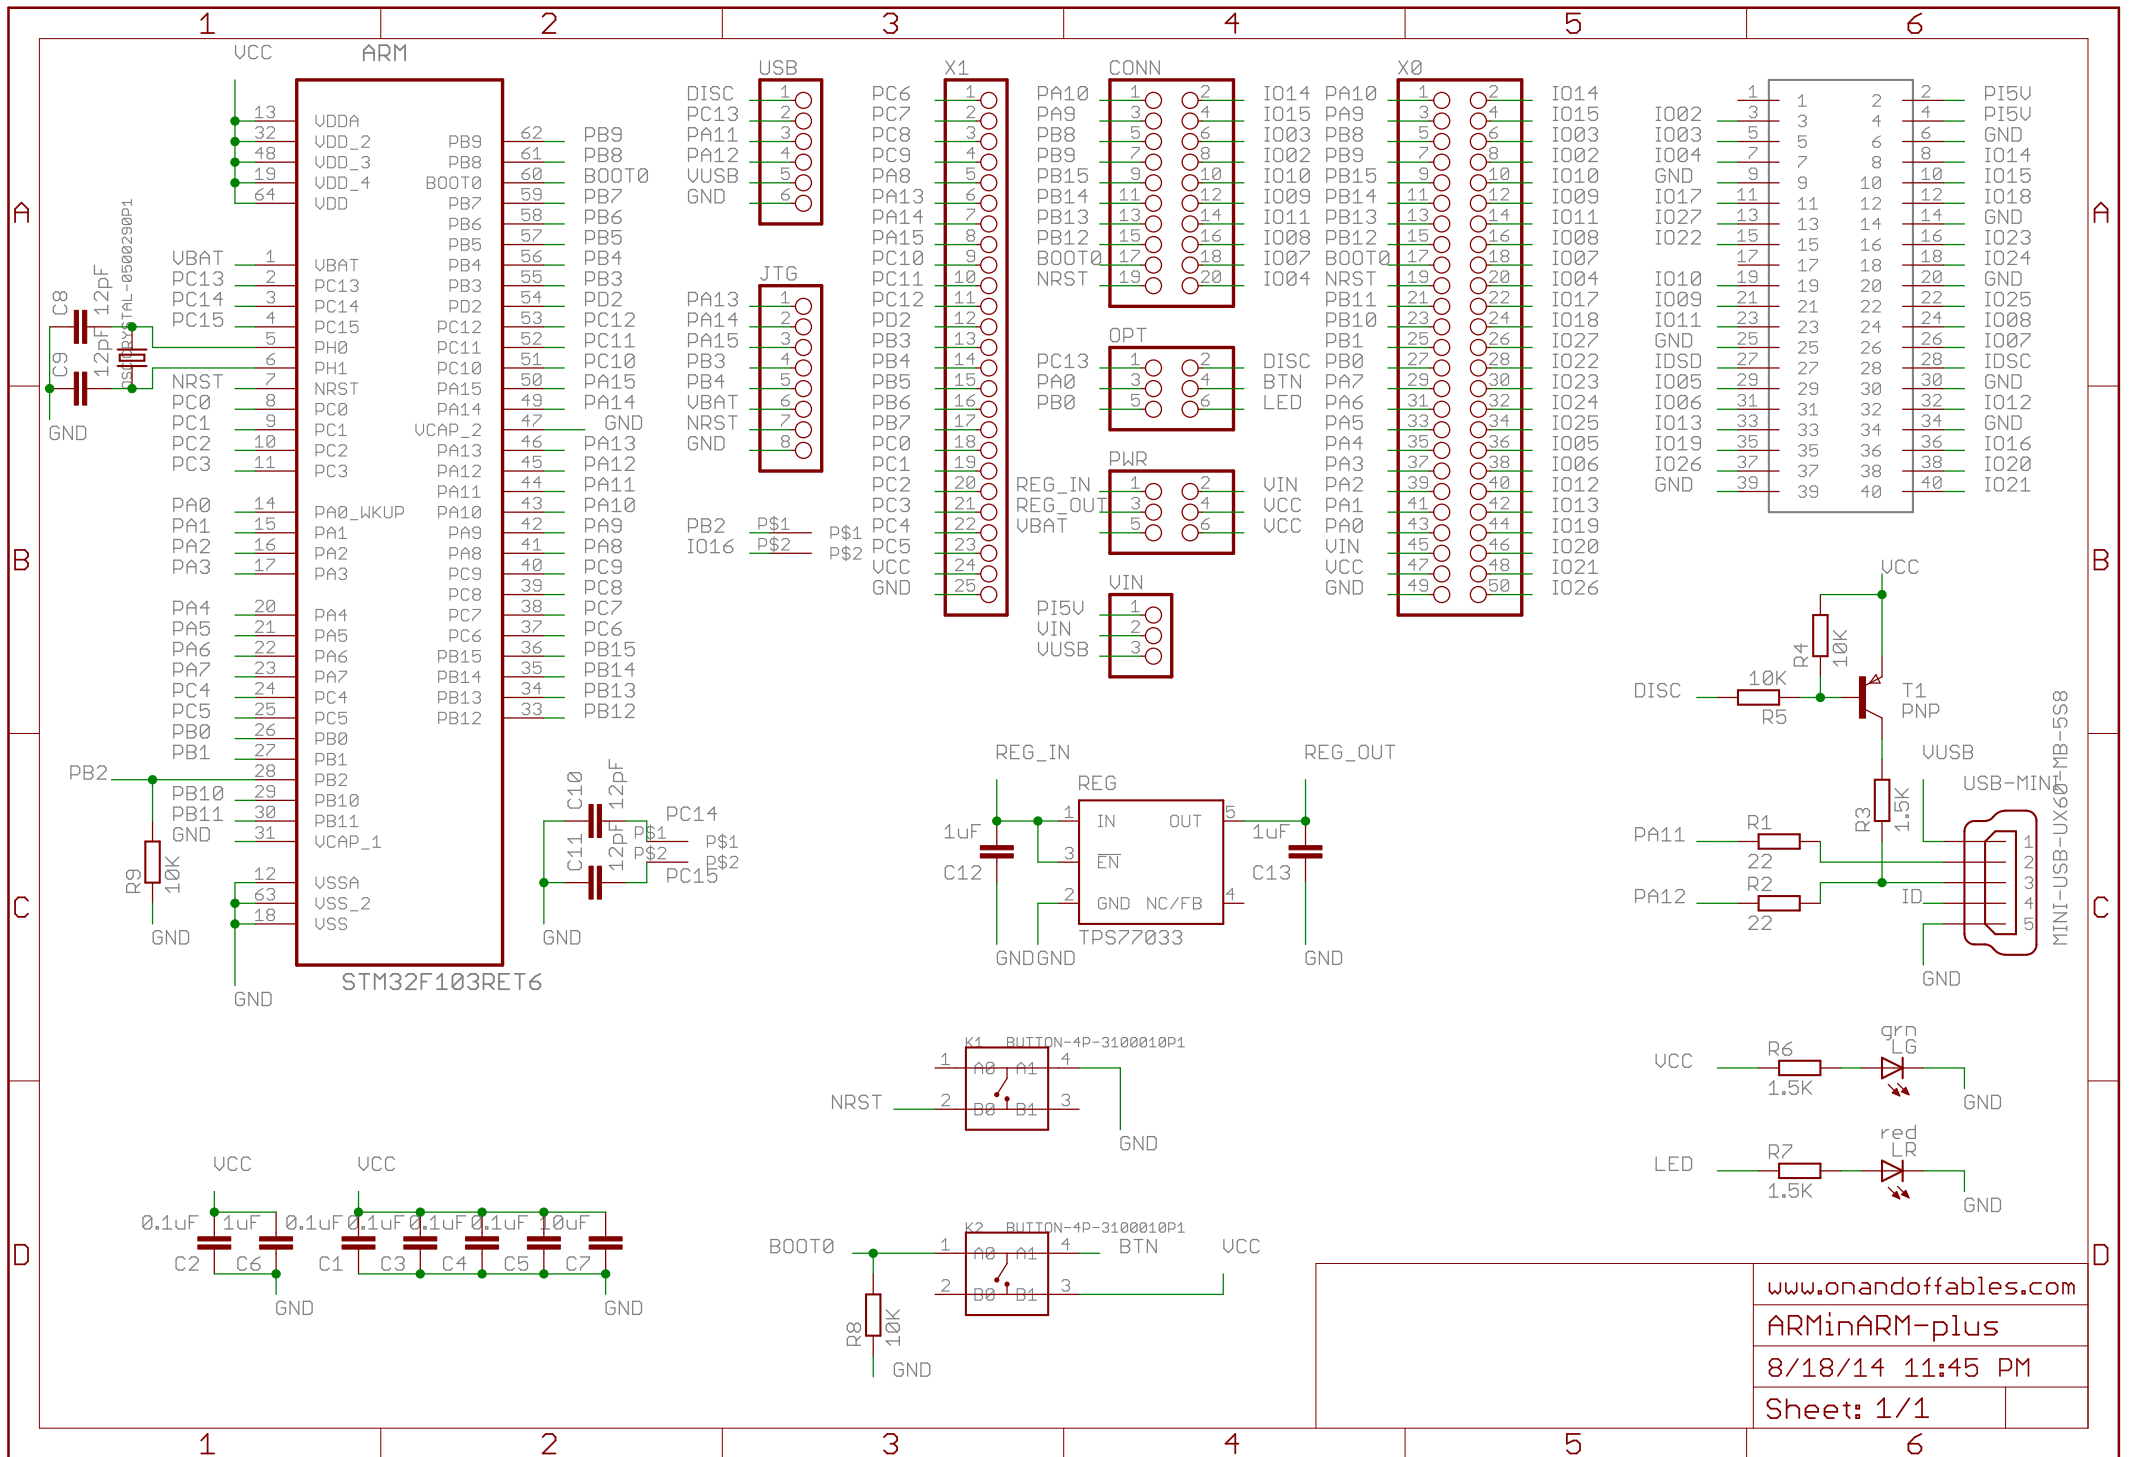 1 2 3 4 5 6
A A
B B
C C
D D
VCC
ARM
13 VDDA
32 VDD_2
48 VDD_3
19 VDD_4
64 VDD
VBAT 1 VBAT
PC13 2 PC13
PC14 3 PC14
PC15 4 PC15
5 PH0
6 PH1
NRST 7 NRST
PC0 8 PC0
PC1 9 PC1
PC2 10 PC2
PC3 11 PC3
PA0 14 PA0_WKUP
PA1 15 PA1
PA2 16 PA2
PA3 17 PA3
PA4 20 PA4
PA5 21 PA5
PA6 22 PA6
PA7 23 PA7
PC4 24 PC4
PC5 25 PC5
PB0 26 PB0
PB1 27 PB1
PB2 28 PB2
PB10 29 PB10
PB11 30 PB11
GND 31 VCAP_1
12 VSSA
63 VSS_2
18 VSS
GND
PB9 62 PB9
PB8 61 PB8
BOOT0 60 BOOT0
PB7 59 PB7
PB6 58 PB6
PB5 57 PB5
PB4 56 PB4
PB3 55 PB3
PD2 54 PD2
PC12 53 PC12
PC11 52 PC11
PC10 51 PC10
PA15 50 PA15
PA14 49 PA14
VCAP_2 47 GND
PA13 46 PA13
PA12 45 PA12
PA11 44 PA11
PA10 43 PA10
PA9 42 PA9
PA8 41 PA8
PC9 40 PC9
PC8 39 PC8
PC7 38 PC7
PC6 37 PC6
PB15 36 PB15
PB14 35 PB14
PB13 34 PB13
PB12 33 PB12
STM32F103RET6
C8 12pF
C9 12pF
GND
R9 10K
GND
C10 12pF
C11 12pF
PC14
P$1 P$1
P$2 P$2
PC15
GND
USB
DISC 1
PC13 2
PA11 3
PA12 4
VUSB 5
GND 6
JTG
PA13 1
PA14 2
PA15 3
PB3 4
PB4 5
VBAT 6
NRST 7
GND 8
PB2 P$1 P$1
IO16 P$2 P$2
X1
PC6 1
PC7 2
PC8 3
PC9 4
PA8 5
PA13 6
PA14 7
PA15 8
PC10 9
PC11 10
PC12 11
PD2 12
PB3 13
PB4 14
PB5 15
PB6 16
PB7 17
PC0 18
PC1 19
PC2 20
PC3 21
PC4 22
PC5 23
VCC 24
GND 25
CONN
PA10 1 2 IO14
PA9 3 4 IO15
PB8 5 6 IO03
PB9 7 8 IO02
PB15 9 10 IO10
PB14 11 12 IO09
PB13 13 14 IO11
PB12 15 16 IO08
BOOT0 17 18 IO07
NRST 19 20 IO04
OPT
PC13 1 2 DISC
PA0 3 4 BTN
PB0 5 6 LED
PWR
REG_IN 1 2 VIN
REG_OUT 3 4 VCC
VBAT 5 6 VCC
VIN
PI5V 1
VIN 2
VUSB 3
X0
PA10 1 2 IO14
PA9 3 4 IO15
PB8 5 6 IO03
PB9 7 8 IO02
PB15 9 10 IO10
PB14 11 12 IO09
PB13 13 14 IO11
PB12 15 16 IO08
BOOT0 17 18 IO07
NRST 19 20 IO04
PB11 21 22 IO17
PB10 23 24 IO18
PB1 25 26 IO27
PB0 27 28 IO22
PA7 29 30 IO23
PA6 31 32 IO24
PA5 33 34 IO25
PA4 35 36 IO05
PA3 37 38 IO06
PA2 39 40 IO12
PA1 41 42 IO13
PA0 43 44 IO19
VIN 45 46 IO20
VCC 47 48 IO21
GND 49 50 IO26
1 1 2 2 PI5V
IO02 3 3 4 4 PI5V
IO03 5 5 6 6 GND
IO04 7 7 8 8 IO14
GND 9 9 10 10 IO15
IO17 11 11 12 12 IO18
IO27 13 13 14 14 GND
IO22 15 15 16 16 IO23
17 17 18 18 IO24
IO10 19 19 20 20 GND
IO09 21 21 22 22 IO25
IO11 23 23 24 24 IO08
GND 25 25 26 26 IO07
IDSD 27 27 28 28 IDSC
IO05 29 29 30 30 GND
IO06 31 31 32 32 IO12
IO13 33 33 34 34 GND
IO19 35 35 36 36 IO16
IO26 37 37 38 38 IO20
GND 39 39 40 40 IO21
VCC
R4 10K
DISC 10K R5
T1
PNP
R3 1.5K
VUSB
USB-MINI
MINI-USB-UX60-MB-5S8
PA11 R1 22
PA12 R2 22
ID
1
2
3
4
5
GND
REG_IN REG_OUT
REG
1 IN OUT 5
3 EN
2 GND NC/FB 4
TPS77033
1uF C12
1uF C13
GND GND GND
K1 BUTTON-4P-3100010P1
1 A0 A1 4
NRST 2 B0 B1 3
GND
K2 BUTTON-4P-3100010P1
BOOT0 1 A0 A1 4 BTN VCC
2 B0 B1 3
R8 10K
GND
VCC R6 1.5K grn LG GND
LED R7 1.5K red LR GND
VCC VCC
0.1uF 1uF 0.1uF 0.1uF 0.1uF 0.1uF 10uF
C2 C6 C1 C3 C4 C5 C7
GND GND
www.onandoffables.com
ARMinARM-plus
8/18/14 11:45 PM
Sheet: 1/1
1 2 3 4 5 6